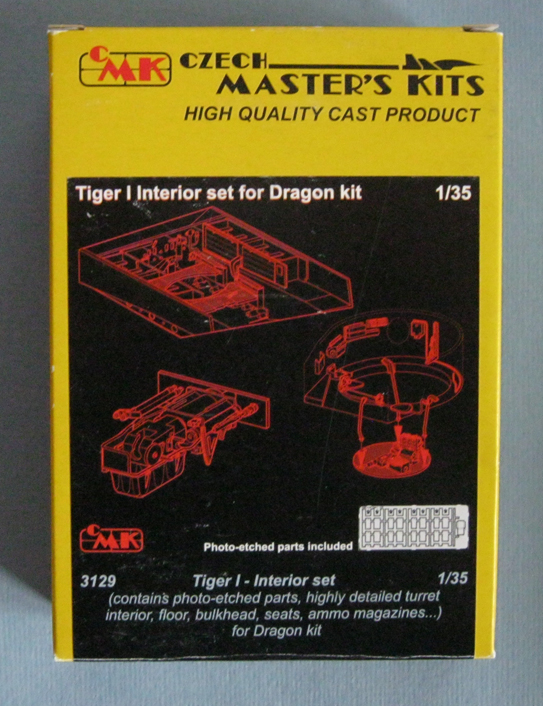 CMK CZECH
MASTER'S KITS
HIGH QUALITY CAST PRODUCT
Tiger I Interior set for Dragon kit 1/35
CMK
Photo-etched parts included
3129 Tiger I - Interior set 1/35
(contains photo-etched parts, highly detailed turret
interior, floor, bulkhead, seats, ammo magazines...)
for Dragon kit